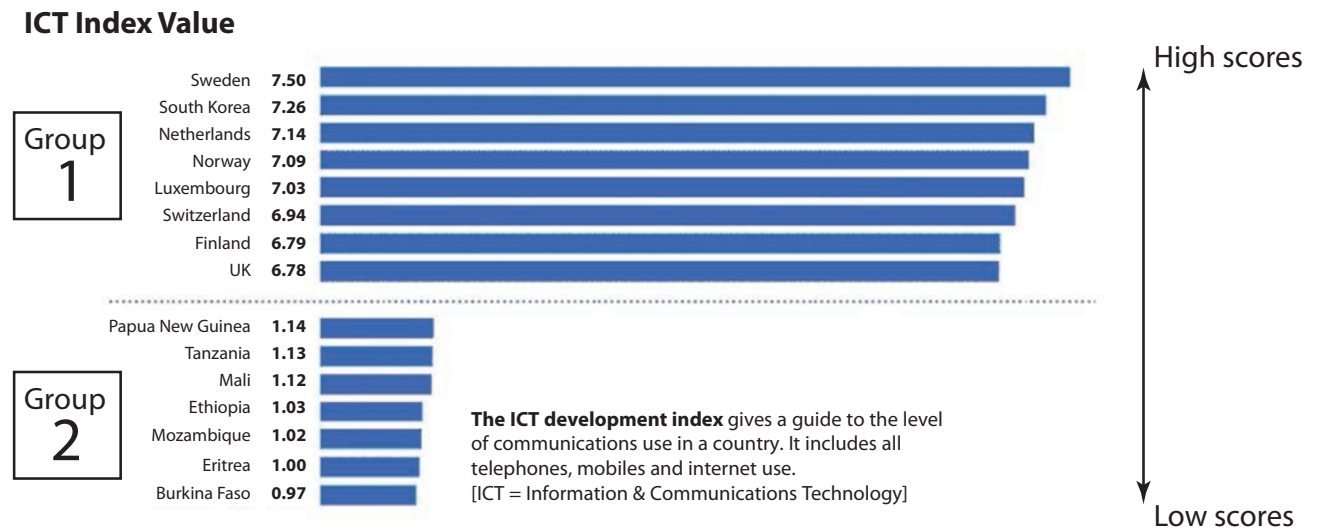 ICT Index Value
High scores
Group
1
Sweden 7.50
South Korea 7.26
Netherlands 7.14
Norway 7.09
Luxembourg 7.03
Switzerland 6.94
Finland 6.79
UK 6.78
Group
2
Papua New Guinea 1.14
Tanzania 1.13
Mali 1.12
Ethiopia 1.03
Mozambique 1.02
Eritrea 1.00
Burkina Faso 0.97
The ICT development index gives a guide to the level
of communications use in a country. It includes all
telephones, mobiles and internet use.
[ICT = Information & Communications Technology]
Low scores